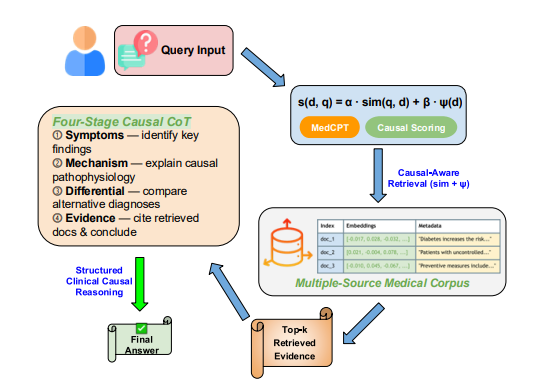 Query Input
s(d, q) = α · sim(q, d) + β · ψ(d)
MedCPT
Causal Scoring
Causal-Aware
Retrieval (sim + ψ)
Index Embeddings Metadata
doc_1 [-0.017, 0.028, -0.032, ...] "Diabetes increases the risk..."
doc_2 [0.021, -0.004, 0.078, ...] "Patients with uncontrolled..."
doc_3 [-0.010, 0.045, -0.067, ...] "Preventive measures include..."
Multiple-Source Medical Corpus
Top-k
Retrieved
Evidence
Four-Stage Causal CoT
① Symptoms — identify key
findings
② Mechanism — explain causal
pathophysiology
③ Differential — compare
alternative diagnoses
④ Evidence — cite retrieved
docs & conclude
Structured
Clinical Causal
Reasoning
Final
Answer